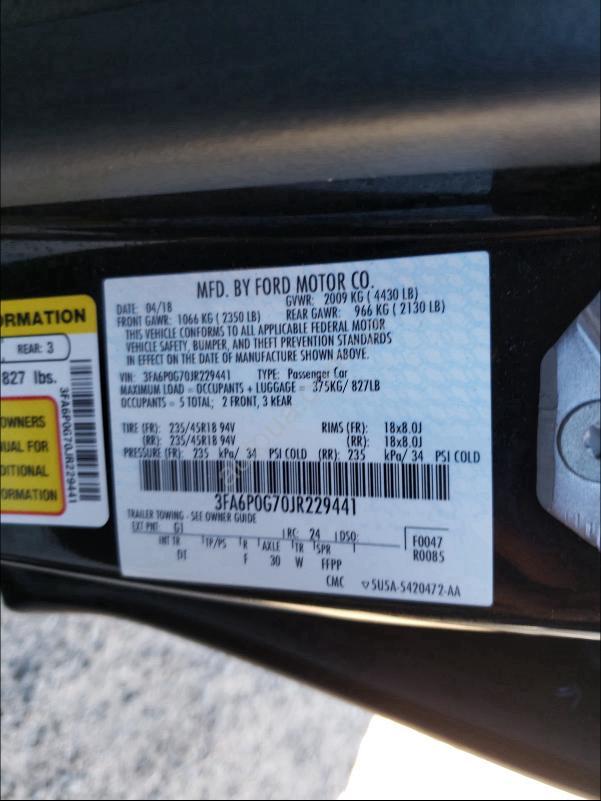 MFD. BY FORD MOTOR CO.
DATE: 04/18 GVWR: 2009 KG ( 4430 LB)
FRONT GAWR: 1066 KG ( 2350 LB) REAR GAWR: 966 KG ( 2130 LB)
THIS VEHICLE CONFORMS TO ALL APPLICABLE FEDERAL MOTOR
VEHICLE SAFETY, BUMPER, AND THEFT PREVENTION STANDARDS
IN EFFECT ON THE DATE OF MANUFACTURE SHOWN ABOVE.
VIN: 3FA6P0G70JR229441 TYPE: Passenger Car
MAXIMUM LOAD = OCCUPANTS + LUGGAGE = 375KG/ 827LB
OCCUPANTS = 5 TOTAL; 2 FRONT, 3 REAR
TIRE (FR): 235/45R18 94V RIMS (FR): 18x8.0J
(RR): 235/45R18 94V (RR): 18x8.0J
PRESSURE (FR): 235 kPa/ 34 PSI COLD (RR): 235 kPa/ 34 PSI COLD
3FA6P0G70JR229441
TRAILER TOWING - SEE OWNER GUIDE
EXT PNT: G1 RC: 24 DSO: F0047
INT TR TP/PS R AXLE TR SPR R0085
DT F 30 W FFPP
CMC 5U5A-5420472-AA
ORMATION
REAR: 3
827 lbs.
OWNERS
NUAL FOR
DITIONAL
FORMATION
3FA6P0G70JR229441